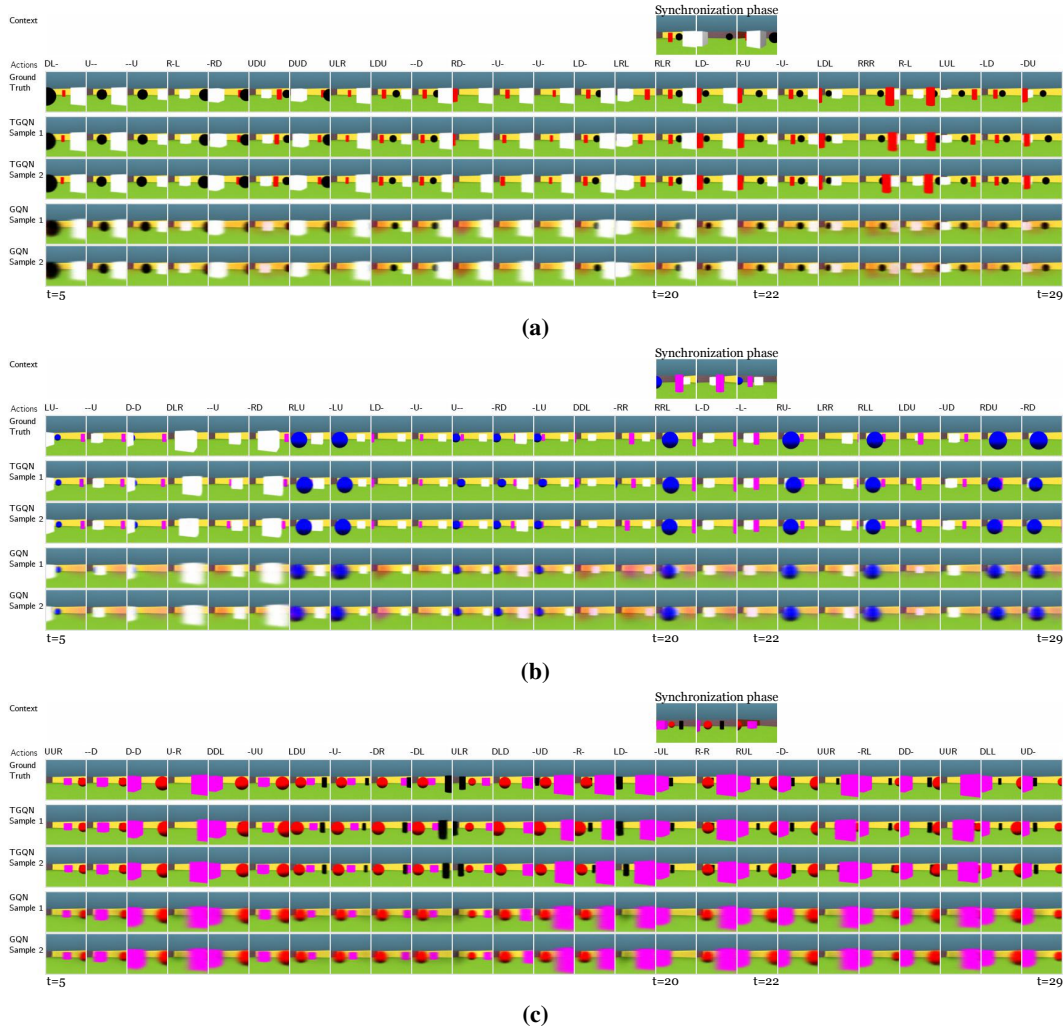 Synchronization phase
Context
Actions DL- U-- --U R-L -RD UDU DUD ULR LDU --D RD- -U- -U- LD- LRL RLR LD- R-U -U- LDL RRR R-L LUL -LD -DU
Ground
Truth
TGQN
Sample 1
TGQN
Sample 2
GQN
Sample 1
GQN
Sample 2
t=5 t=20 t=22 t=29
(a)
Synchronization phase
Context
Actions LU- --U D-D DLR --U -RD RLU -LU LD- -U- U-- -RD -LU DDL -RR RRL L-D -L- RU- LRR RLL LDU -UD RDU -RD
Ground
Truth
TGQN
Sample 1
TGQN
Sample 2
GQN
Sample 1
GQN
Sample 2
t=5 t=20 t=22 t=29
(b)
Synchronization phase
Context
Actions UUR --D D-D U-R DDL -UU LDU -U- -DR -DL ULR DLD -UD -R- LD- -UL R-R RUL -D- UUR -RL DD- UUR DLL UD-
Ground
Truth
TGQN
Sample 1
TGQN
Sample 2
GQN
Sample 1
GQN
Sample 2
t=5 t=20 t=22 t=29
(c)